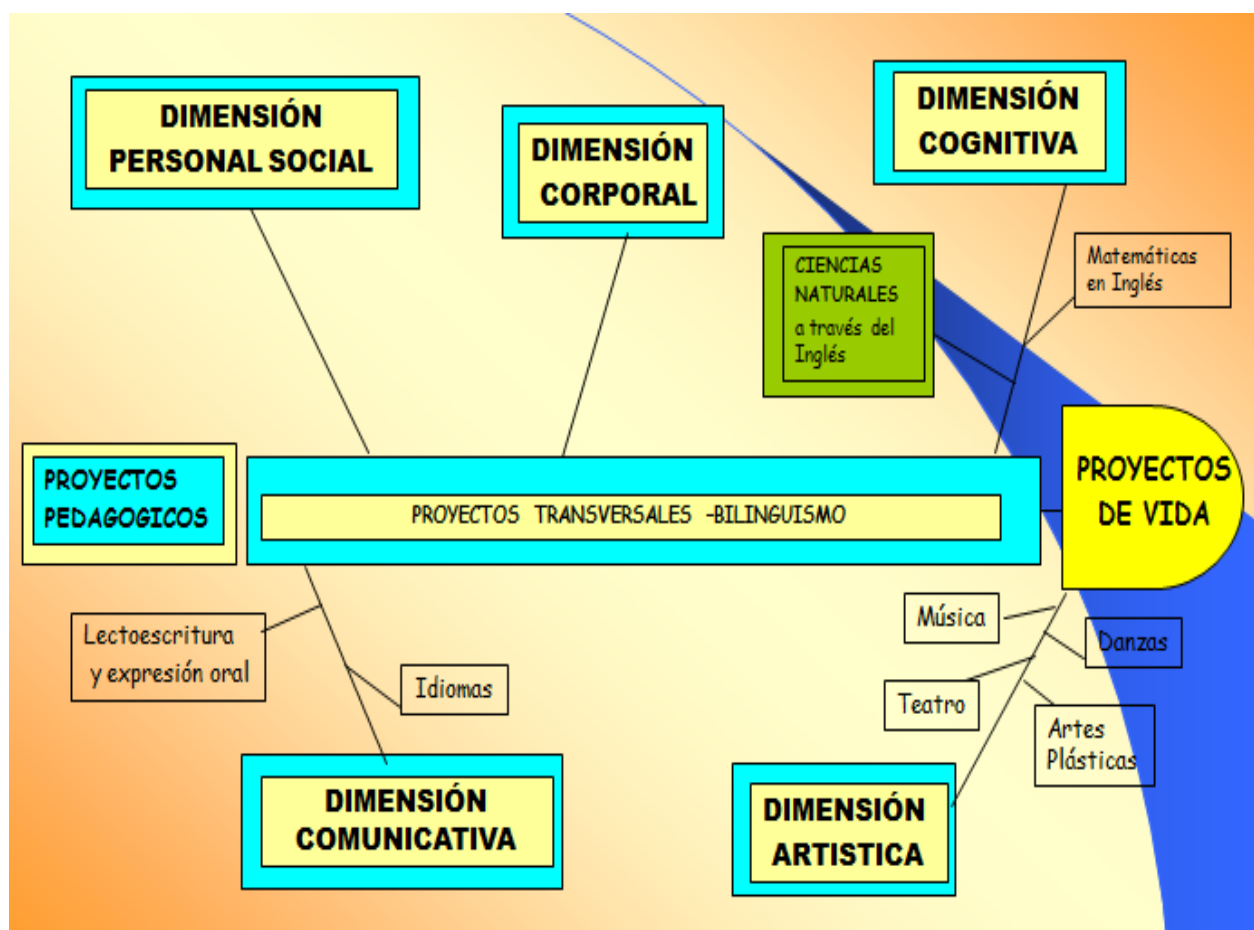 DIMENSIÓN
PERSONAL SOCIAL
DIMENSIÓN
CORPORAL
DIMENSIÓN
COGNITIVA
CIENCIAS
NATURALES
a través del
Inglés
Matemáticas
en Inglés
PROYECTOS
PEDAGOGICOS
PROYECTOS TRANSVERSALES -BILINGUISMO
PROYECTOS
DE VIDA
Lectoescritura
y expresión oral
Idiomas
Música
Danzas
Teatro
Artes
Plásticas
DIMENSIÓN
COMUNICATIVA
DIMENSIÓN
ARTISTICA